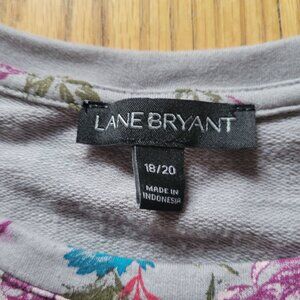 LANE BRYANT
18/20
MADE IN
INDONESIA